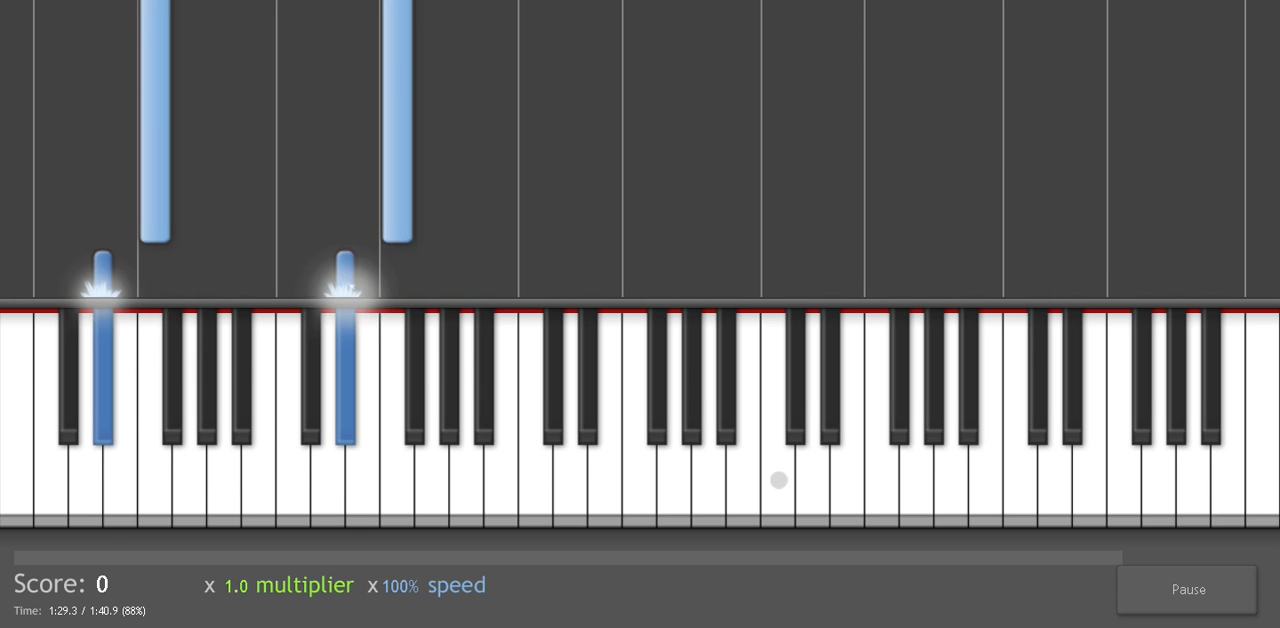 Score: 0 x 1.0 multiplier x 100% speed
Pause
Time: 1:29.3 / 1:40.9 (88%)